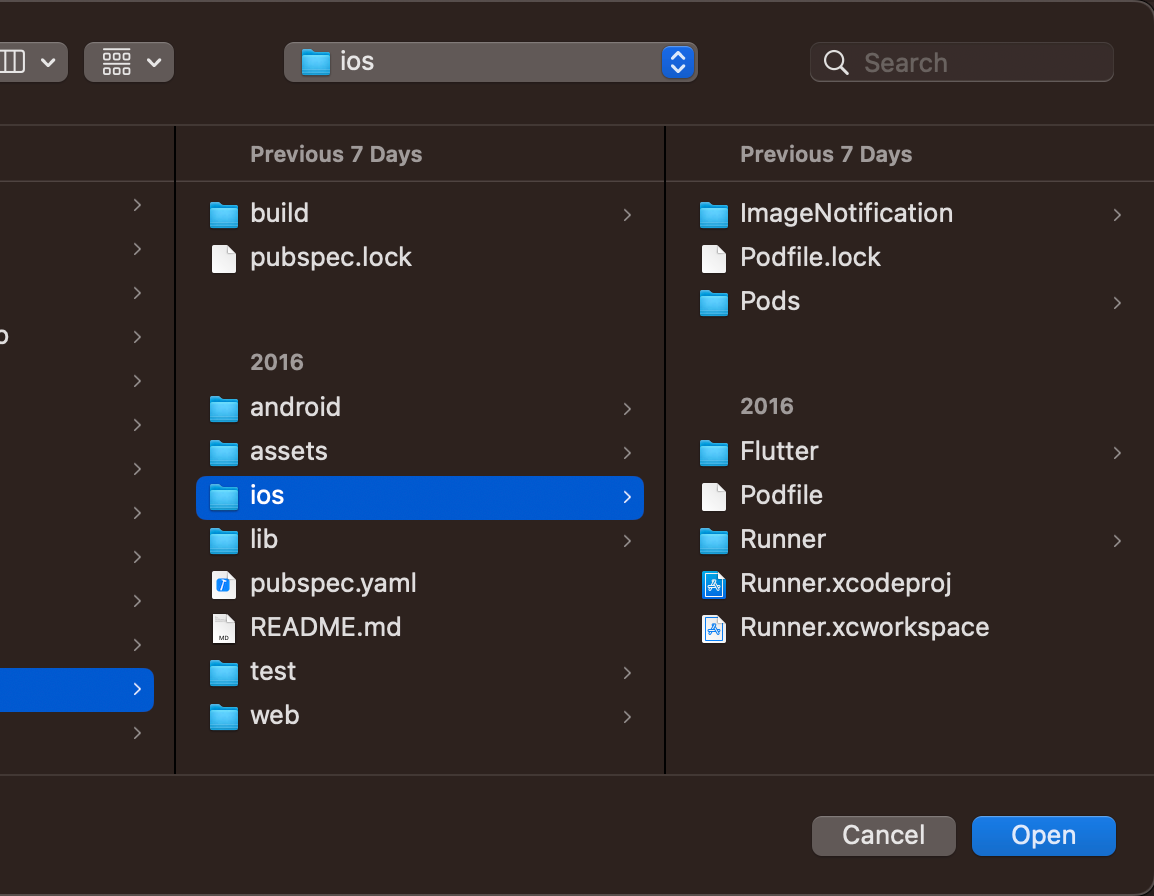 ios
Search
Previous 7 Days
build
pubspec.lock
2016
android
assets
ios
lib
pubspec.yaml
README.md
test
web
Previous 7 Days
ImageNotification
Podfile.lock
Pods
2016
Flutter
Podfile
Runner
Runner.xcodeproj
Runner.xcworkspace
Cancel
Open